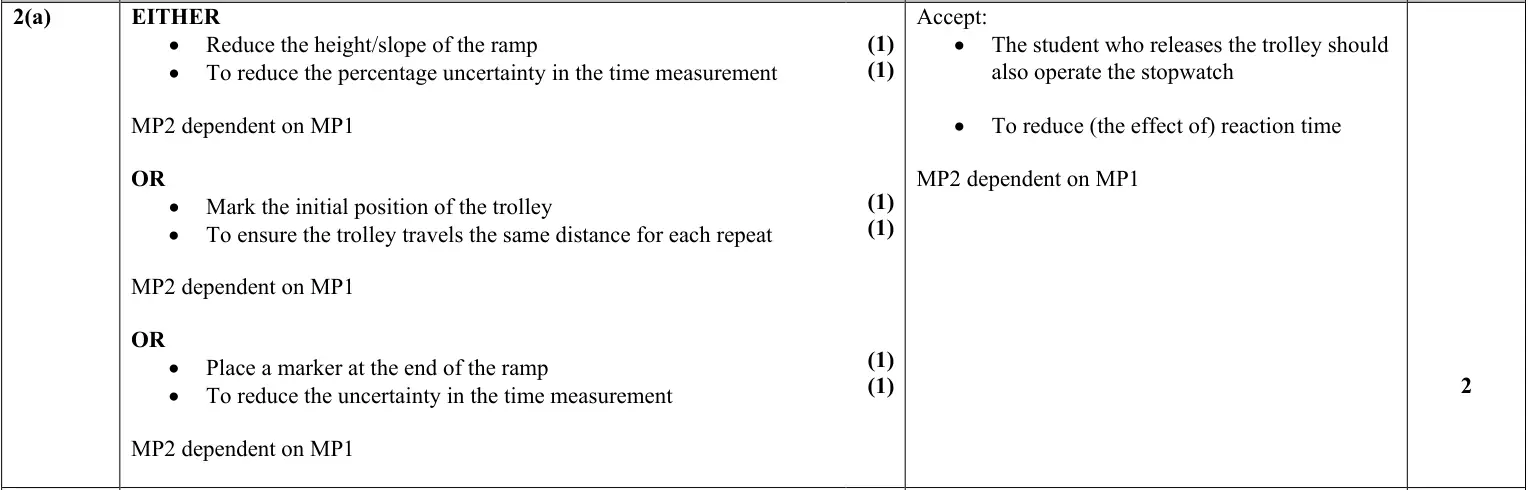 2(a)
EITHER
• Reduce the height/slope of the ramp (1)
• To reduce the percentage uncertainty in the time measurement (1)
MP2 dependent on MP1
OR
• Mark the initial position of the trolley (1)
• To ensure the trolley travels the same distance for each repeat (1)
MP2 dependent on MP1
OR
• Place a marker at the end of the ramp (1)
• To reduce the uncertainty in the time measurement (1)
MP2 dependent on MP1
Accept:
• The student who releases the trolley should
also operate the stopwatch
• To reduce (the effect of) reaction time
MP2 dependent on MP1
2